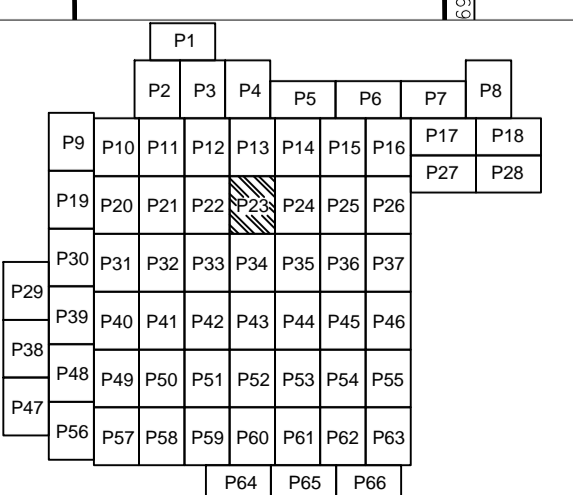 69
P1
P2 P3 P4 P5 P6 P7 P8
P9 P10 P11 P12 P13 P14 P15 P16 P17 P18
P27 P28
P19 P20 P21 P22 P23 P24 P25 P26
P30 P31 P32 P33 P34 P35 P36 P37
P29
P39 P40 P41 P42 P43 P44 P45 P46
P38
P48 P49 P50 P51 P52 P53 P54 P55
P47
P56 P57 P58 P59 P60 P61 P62 P63
P64 P65 P66